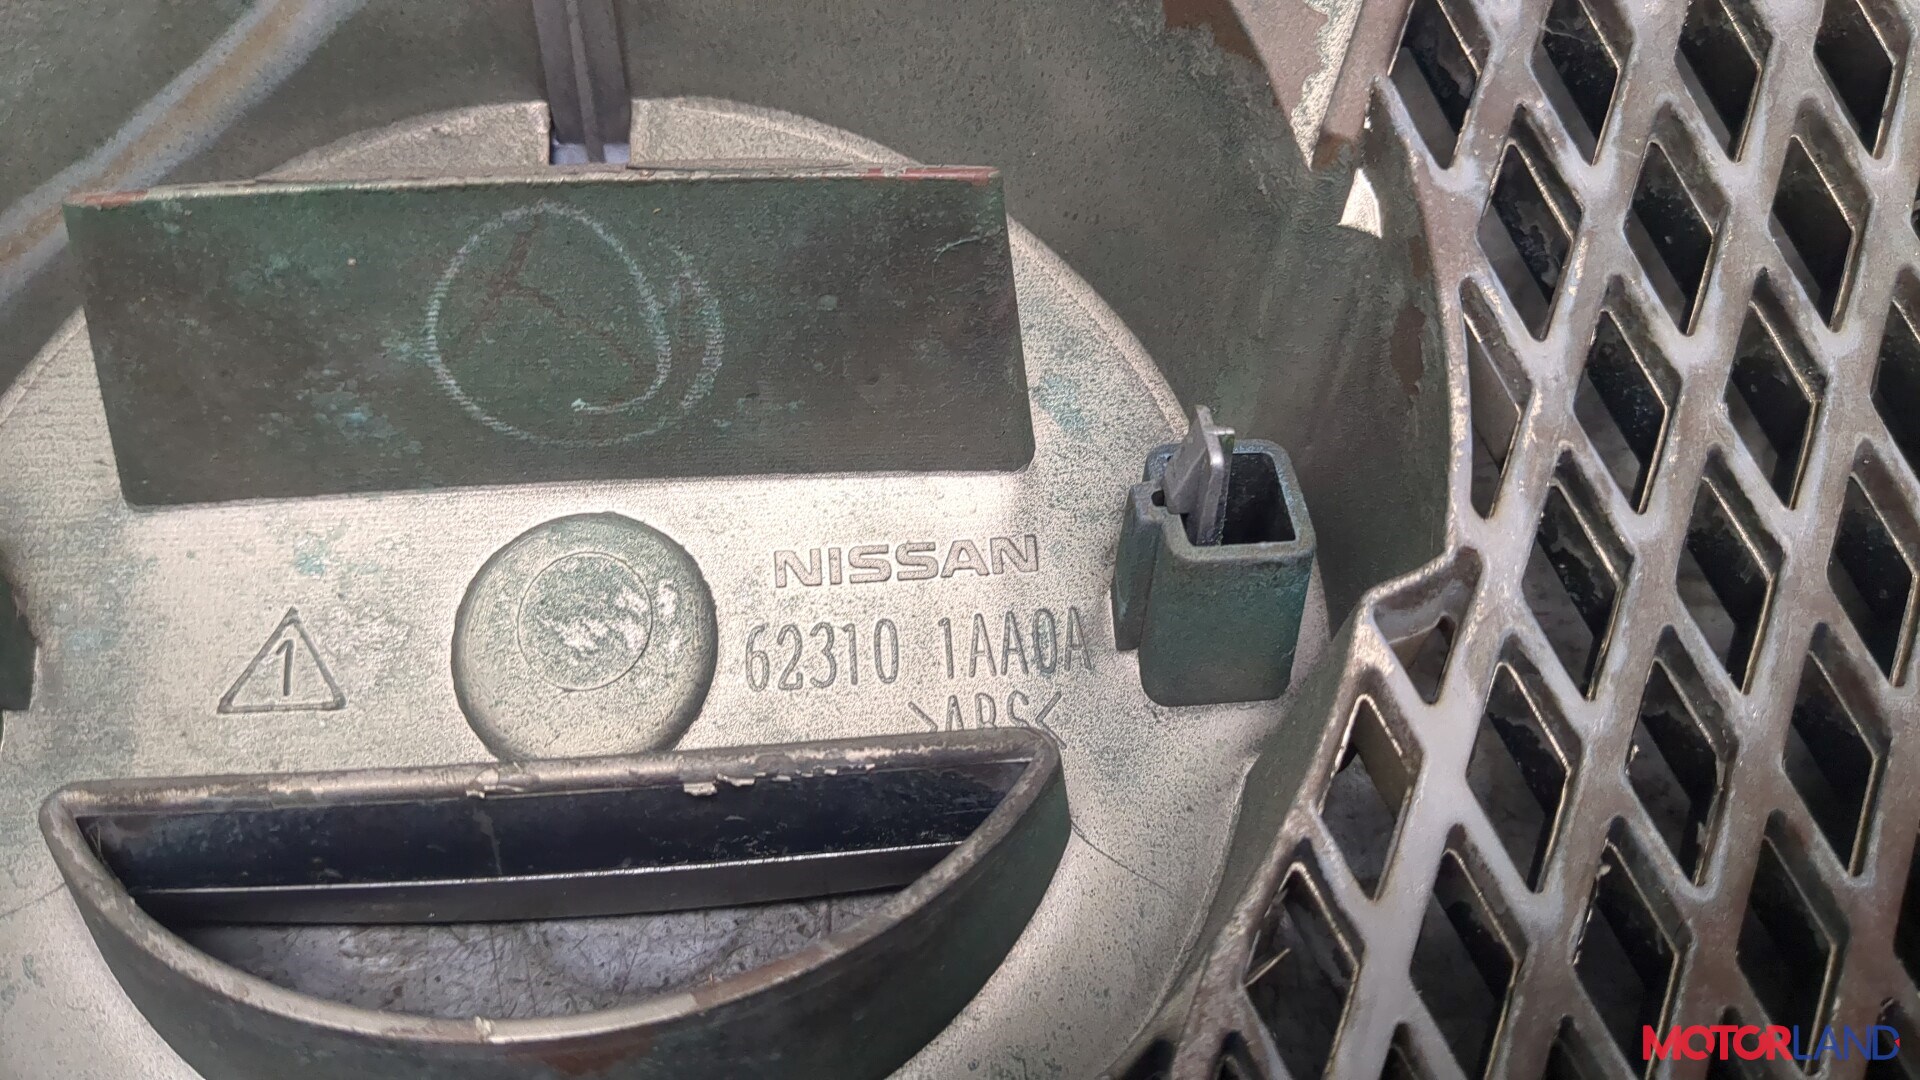 NISSAN
1
62310 1AA0A
>ABS<
MOTORLAND